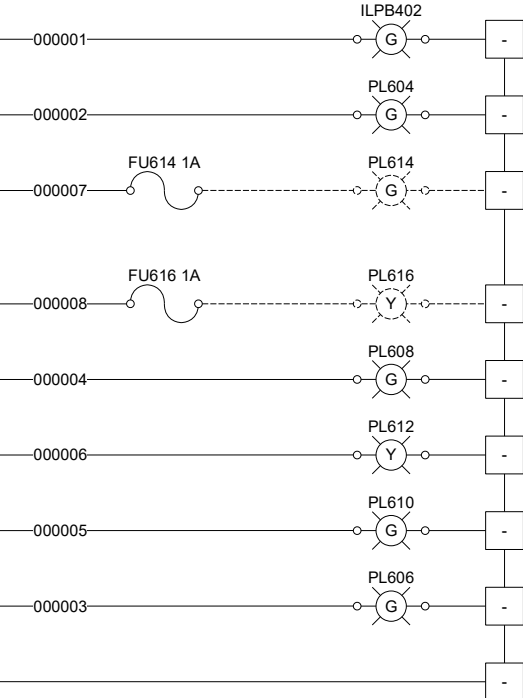 ILPB402
000001 G -
PL604
000002 G -
FU614 1A PL614
000007 G -
FU616 1A PL616
000008 Y -
PL608
000004 G -
PL612
000006 Y -
PL610
000005 G -
PL606
000003 G -
-